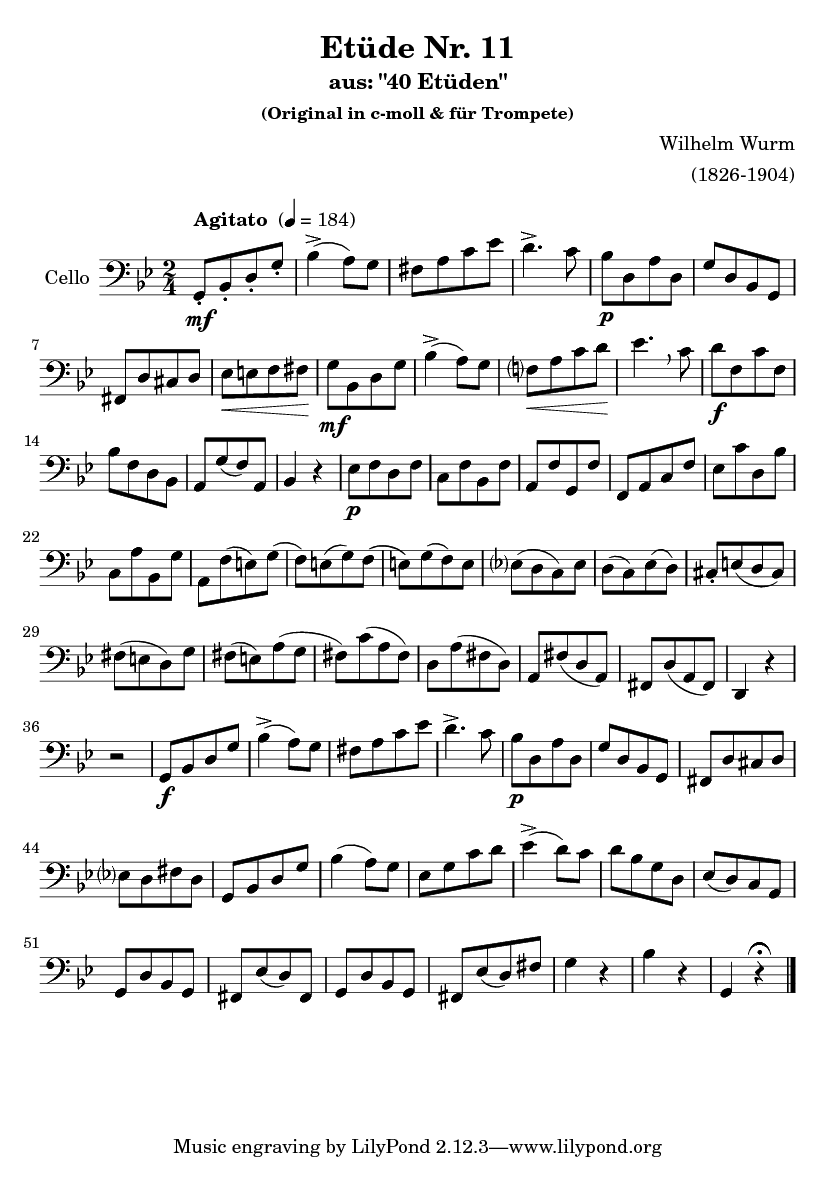 Etüde Nr. 11
aus: "40 Etüden"
(Original in c-moll & für Trompete)
Wilhelm Wurm
(1826-1904)
Agitato (♩ = 184)
Cello
2
4
mf
p
7
mf
f
14
p
22
29
36
f
p
44
51
Music engraving by LilyPond 2.12.3—www.lilypond.org